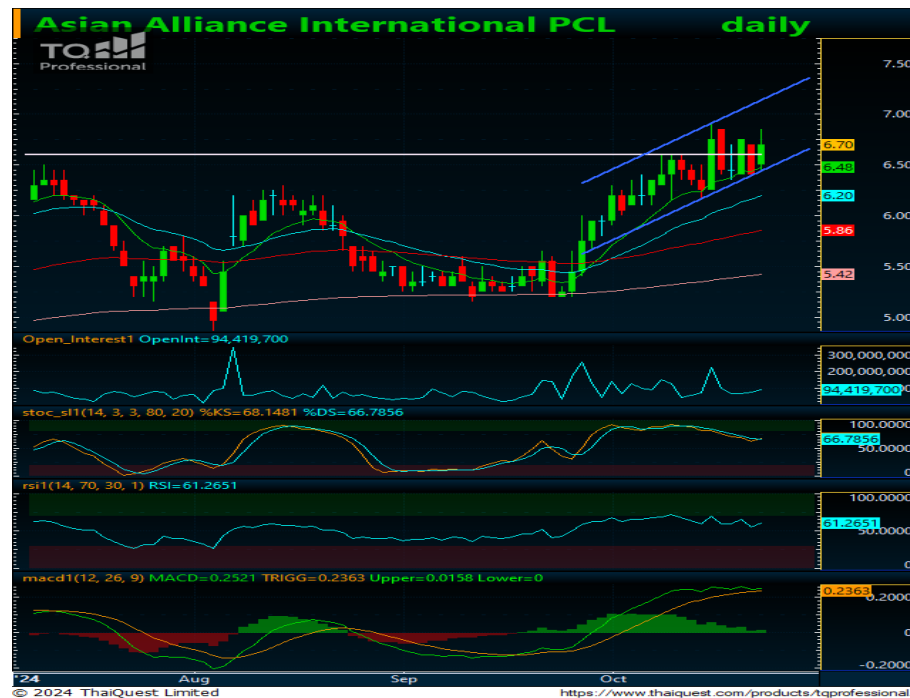 Asian Alliance International PCL daily
TQ
Professional
7.50
7.00
6.70
6.50
6.48
6.20
6.00
5.86
5.50
5.42
5.00
Open_Interest1 OpenInt=94,419,700
300,000,000
200,000,000
94,419,700
stoc_sl1(14, 3, 3, 80, 20) %KS=68.1481 %DS=66.7856
100.0000
66.7856
50.0000
0
rsi1(14, 70, 30, 1) RSI=61.2651
100.0000
61.2651
50.0000
0
macd1(12, 26, 9) MACD=0.2521 TRIGG=0.2363 Upper=0.0158 Lower=0
0.2363
0.2000
0
-0.2000
'24 Aug Sep Oct
© 2024 ThaiQuest Limited https://www.thaiquest.com/products/tqprofessional